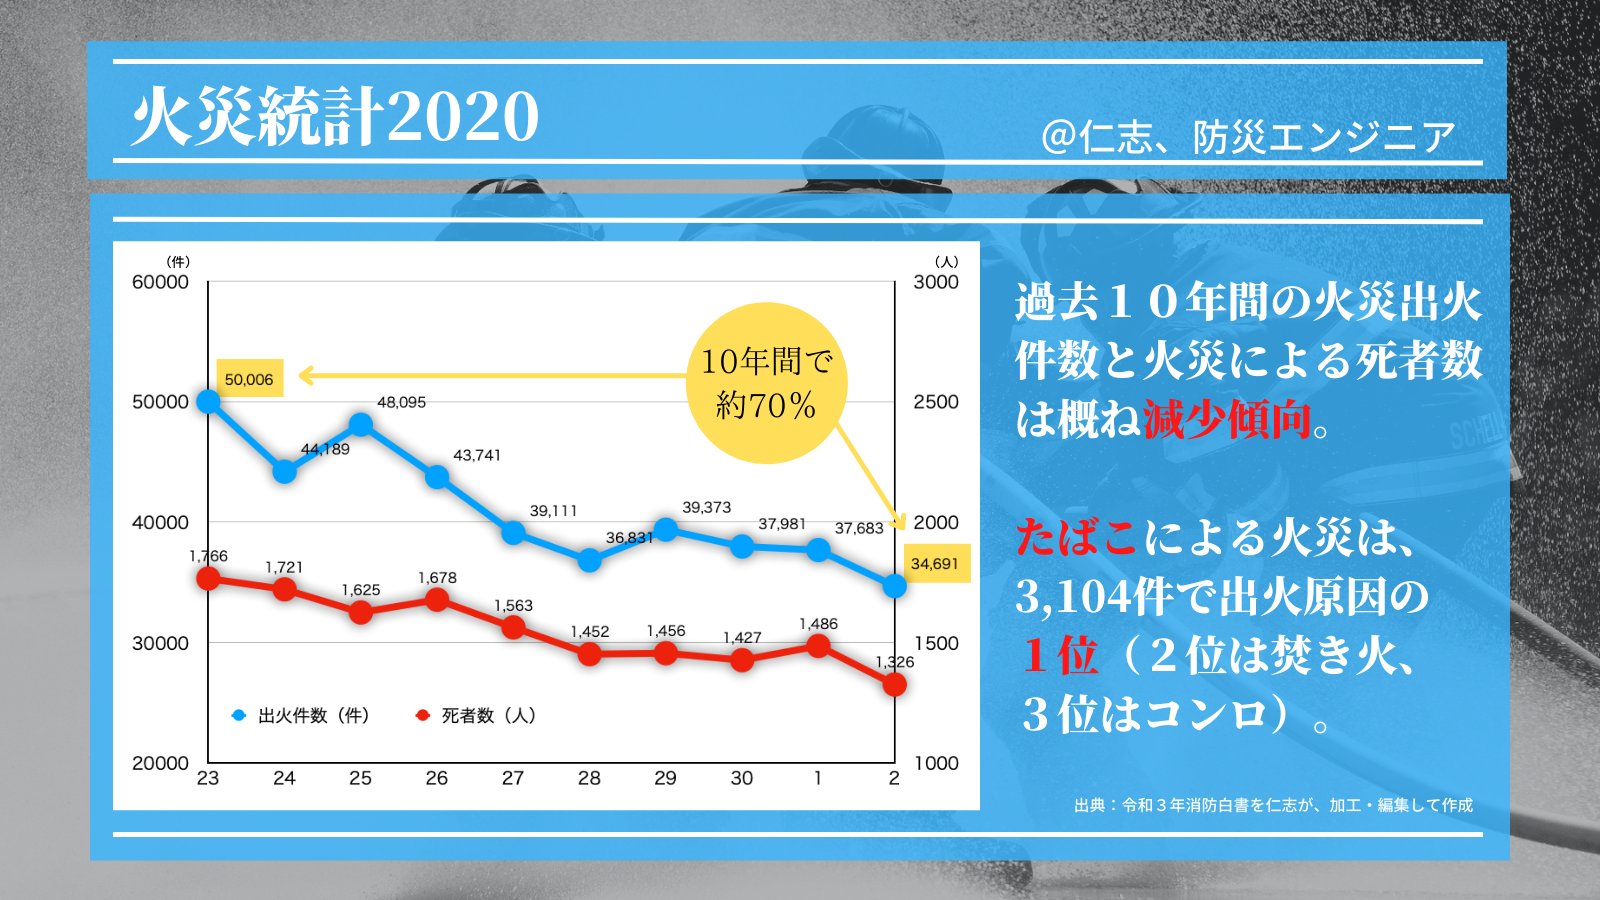 火災統計2020
@仁志、防災エンジニア
（件）
（人）
60000
3000
10年間で
約70％
50,006
50000
48,095
2500
44,189
43,741
39,111
39,373
36,831
37,981
37,683
40000
2000
34,691
1,766
1,721
1,625
1,678
1,563
1,452
1,456
1,427
1,486
1,326
30000
1500
出火件数（件）
死者数（人）
20000
1000
23 24 25 26 27 28 29 30 1 2
過去１０年間の火災出火
件数と火災による死者数
は概ね減少傾向。
たばこによる火災は、
3,104件で出火原因の
１位（２位は焚き火、
３位はコンロ）。
出典：令和３年消防白書を仁志が、加工・編集して作成